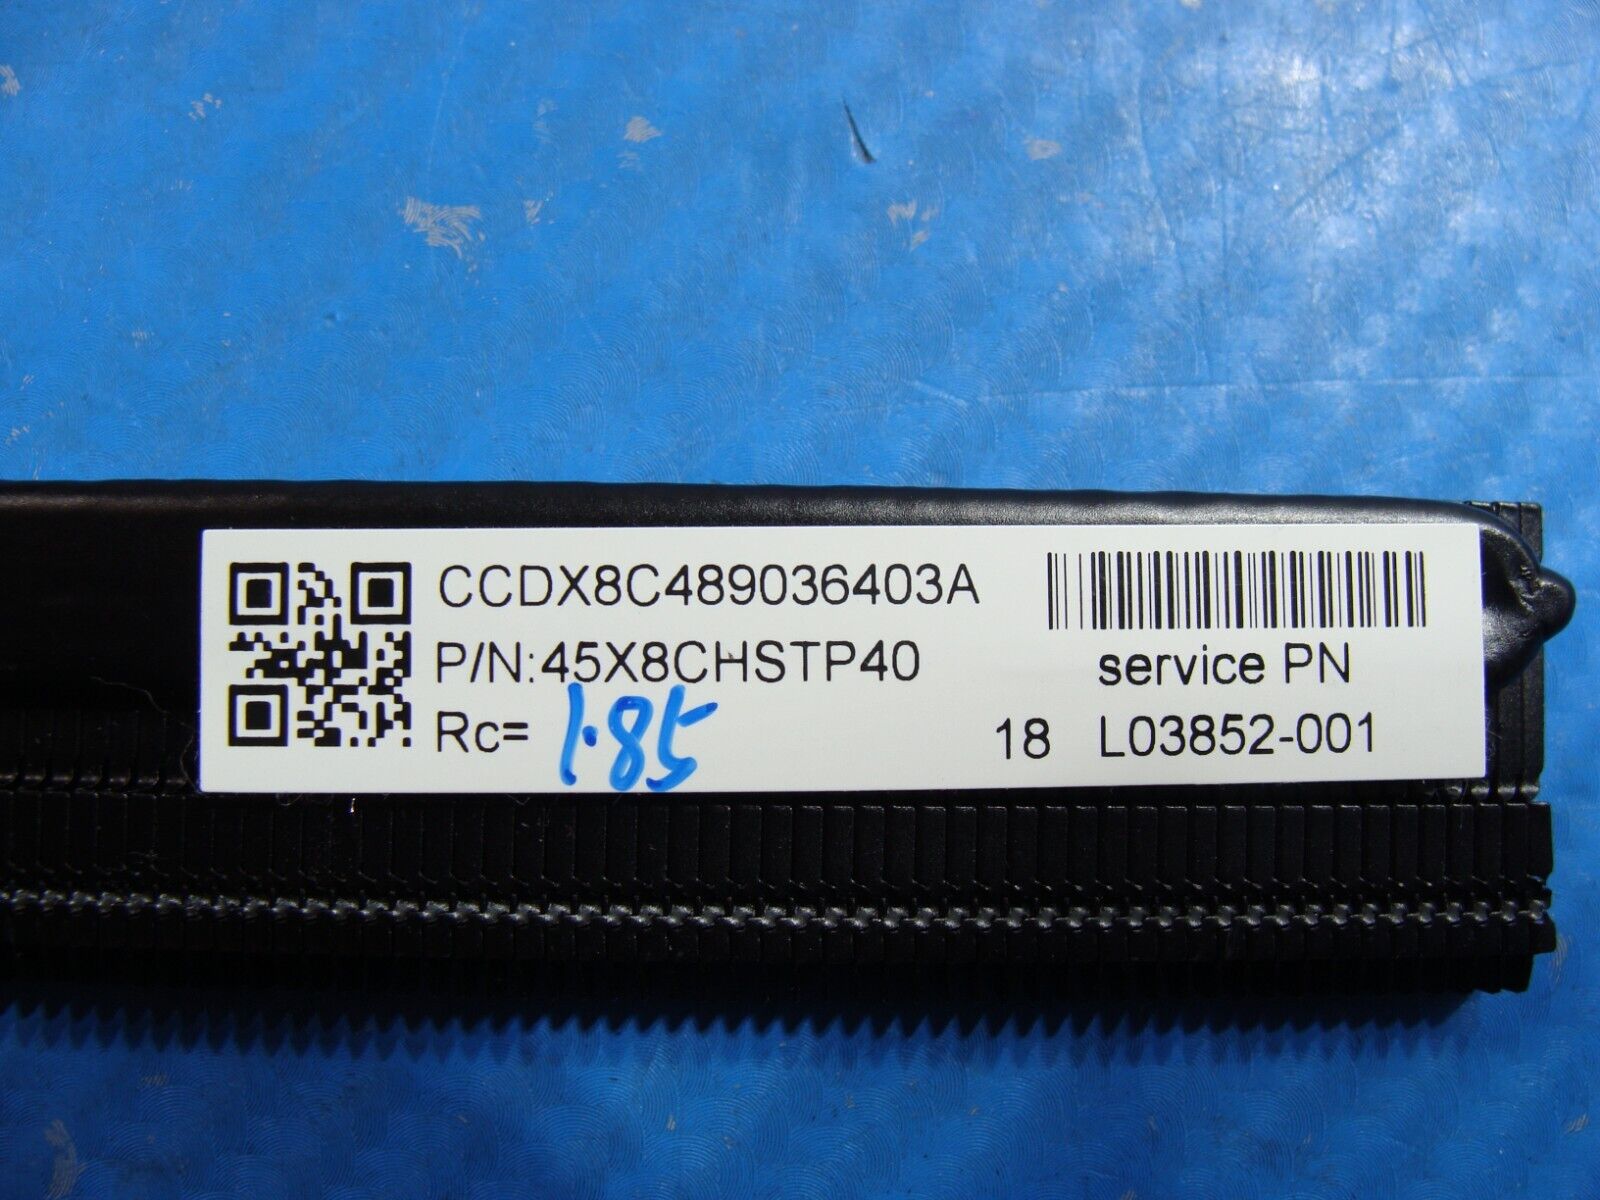 CCDX8C489036403A
P/N:45X8CHSTP40
service PN
Rc= 1.85
18 L03852-001